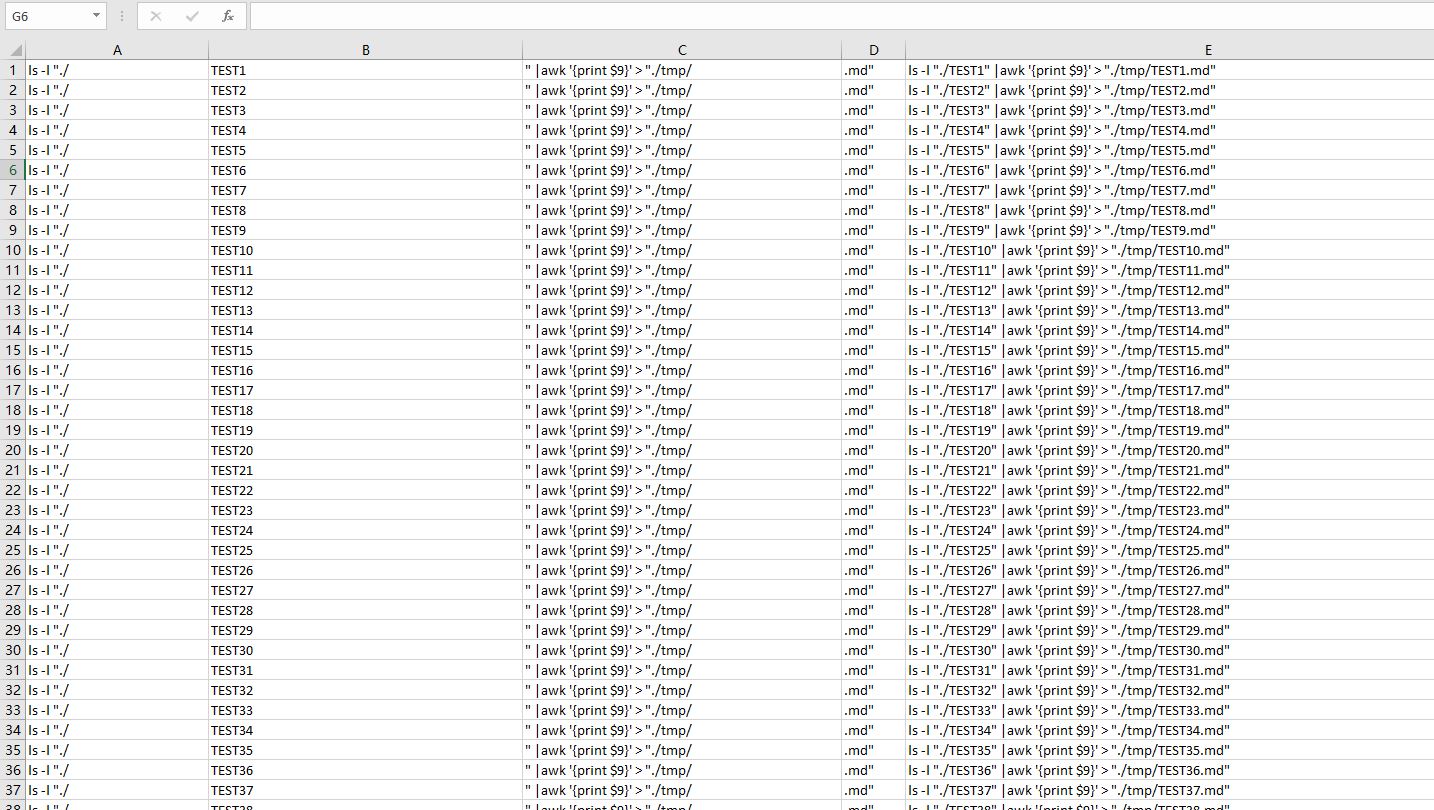 G6
fx
A B C D E
1 ls -l "./ TEST1 " |awk '{print $9}' > "./tmp/ .md" ls -l "./TEST1" |awk '{print $9}' > "./tmp/TEST1.md"
2 ls -l "./ TEST2 " |awk '{print $9}' > "./tmp/ .md" ls -l "./TEST2" |awk '{print $9}' > "./tmp/TEST2.md"
3 ls -l "./ TEST3 " |awk '{print $9}' > "./tmp/ .md" ls -l "./TEST3" |awk '{print $9}' > "./tmp/TEST3.md"
4 ls -l "./ TEST4 " |awk '{print $9}' > "./tmp/ .md" ls -l "./TEST4" |awk '{print $9}' > "./tmp/TEST4.md"
5 ls -l "./ TEST5 " |awk '{print $9}' > "./tmp/ .md" ls -l "./TEST5" |awk '{print $9}' > "./tmp/TEST5.md"
6 ls -l "./ TEST6 " |awk '{print $9}' > "./tmp/ .md" ls -l "./TEST6" |awk '{print $9}' > "./tmp/TEST6.md"
7 ls -l "./ TEST7 " |awk '{print $9}' > "./tmp/ .md" ls -l "./TEST7" |awk '{print $9}' > "./tmp/TEST7.md"
8 ls -l "./ TEST8 " |awk '{print $9}' > "./tmp/ .md" ls -l "./TEST8" |awk '{print $9}' > "./tmp/TEST8.md"
9 ls -l "./ TEST9 " |awk '{print $9}' > "./tmp/ .md" ls -l "./TEST9" |awk '{print $9}' > "./tmp/TEST9.md"
10 ls -l "./ TEST10 " |awk '{print $9}' > "./tmp/ .md" ls -l "./TEST10" |awk '{print $9}' > "./tmp/TEST10.md"
11 ls -l "./ TEST11 " |awk '{print $9}' > "./tmp/ .md" ls -l "./TEST11" |awk '{print $9}' > "./tmp/TEST11.md"
12 ls -l "./ TEST12 " |awk '{print $9}' > "./tmp/ .md" ls -l "./TEST12" |awk '{print $9}' > "./tmp/TEST12.md"
13 ls -l "./ TEST13 " |awk '{print $9}' > "./tmp/ .md" ls -l "./TEST13" |awk '{print $9}' > "./tmp/TEST13.md"
14 ls -l "./ TEST14 " |awk '{print $9}' > "./tmp/ .md" ls -l "./TEST14" |awk '{print $9}' > "./tmp/TEST14.md"
15 ls -l "./ TEST15 " |awk '{print $9}' > "./tmp/ .md" ls -l "./TEST15" |awk '{print $9}' > "./tmp/TEST15.md"
16 ls -l "./ TEST16 " |awk '{print $9}' > "./tmp/ .md" ls -l "./TEST16" |awk '{print $9}' > "./tmp/TEST16.md"
17 ls -l "./ TEST17 " |awk '{print $9}' > "./tmp/ .md" ls -l "./TEST17" |awk '{print $9}' > "./tmp/TEST17.md"
18 ls -l "./ TEST18 " |awk '{print $9}' > "./tmp/ .md" ls -l "./TEST18" |awk '{print $9}' > "./tmp/TEST18.md"
19 ls -l "./ TEST19 " |awk '{print $9}' > "./tmp/ .md" ls -l "./TEST19" |awk '{print $9}' > "./tmp/TEST19.md"
20 ls -l "./ TEST20 " |awk '{print $9}' > "./tmp/ .md" ls -l "./TEST20" |awk '{print $9}' > "./tmp/TEST20.md"
21 ls -l "./ TEST21 " |awk '{print $9}' > "./tmp/ .md" ls -l "./TEST21" |awk '{print $9}' > "./tmp/TEST21.md"
22 ls -l "./ TEST22 " |awk '{print $9}' > "./tmp/ .md" ls -l "./TEST22" |awk '{print $9}' > "./tmp/TEST22.md"
23 ls -l "./ TEST23 " |awk '{print $9}' > "./tmp/ .md" ls -l "./TEST23" |awk '{print $9}' > "./tmp/TEST23.md"
24 ls -l "./ TEST24 " |awk '{print $9}' > "./tmp/ .md" ls -l "./TEST24" |awk '{print $9}' > "./tmp/TEST24.md"
25 ls -l "./ TEST25 " |awk '{print $9}' > "./tmp/ .md" ls -l "./TEST25" |awk '{print $9}' > "./tmp/TEST25.md"
26 ls -l "./ TEST26 " |awk '{print $9}' > "./tmp/ .md" ls -l "./TEST26" |awk '{print $9}' > "./tmp/TEST26.md"
27 ls -l "./ TEST27 " |awk '{print $9}' > "./tmp/ .md" ls -l "./TEST27" |awk '{print $9}' > "./tmp/TEST27.md"
28 ls -l "./ TEST28 " |awk '{print $9}' > "./tmp/ .md" ls -l "./TEST28" |awk '{print $9}' > "./tmp/TEST28.md"
29 ls -l "./ TEST29 " |awk '{print $9}' > "./tmp/ .md" ls -l "./TEST29" |awk '{print $9}' > "./tmp/TEST29.md"
30 ls -l "./ TEST30 " |awk '{print $9}' > "./tmp/ .md" ls -l "./TEST30" |awk '{print $9}' > "./tmp/TEST30.md"
31 ls -l "./ TEST31 " |awk '{print $9}' > "./tmp/ .md" ls -l "./TEST31" |awk '{print $9}' > "./tmp/TEST31.md"
32 ls -l "./ TEST32 " |awk '{print $9}' > "./tmp/ .md" ls -l "./TEST32" |awk '{print $9}' > "./tmp/TEST32.md"
33 ls -l "./ TEST33 " |awk '{print $9}' > "./tmp/ .md" ls -l "./TEST33" |awk '{print $9}' > "./tmp/TEST33.md"
34 ls -l "./ TEST34 " |awk '{print $9}' > "./tmp/ .md" ls -l "./TEST34" |awk '{print $9}' > "./tmp/TEST34.md"
35 ls -l "./ TEST35 " |awk '{print $9}' > "./tmp/ .md" ls -l "./TEST35" |awk '{print $9}' > "./tmp/TEST35.md"
36 ls -l "./ TEST36 " |awk '{print $9}' > "./tmp/ .md" ls -l "./TEST36" |awk '{print $9}' > "./tmp/TEST36.md"
37 ls -l "./ TEST37 " |awk '{print $9}' > "./tmp/ .md" ls -l "./TEST37" |awk '{print $9}' > "./tmp/TEST37.md"